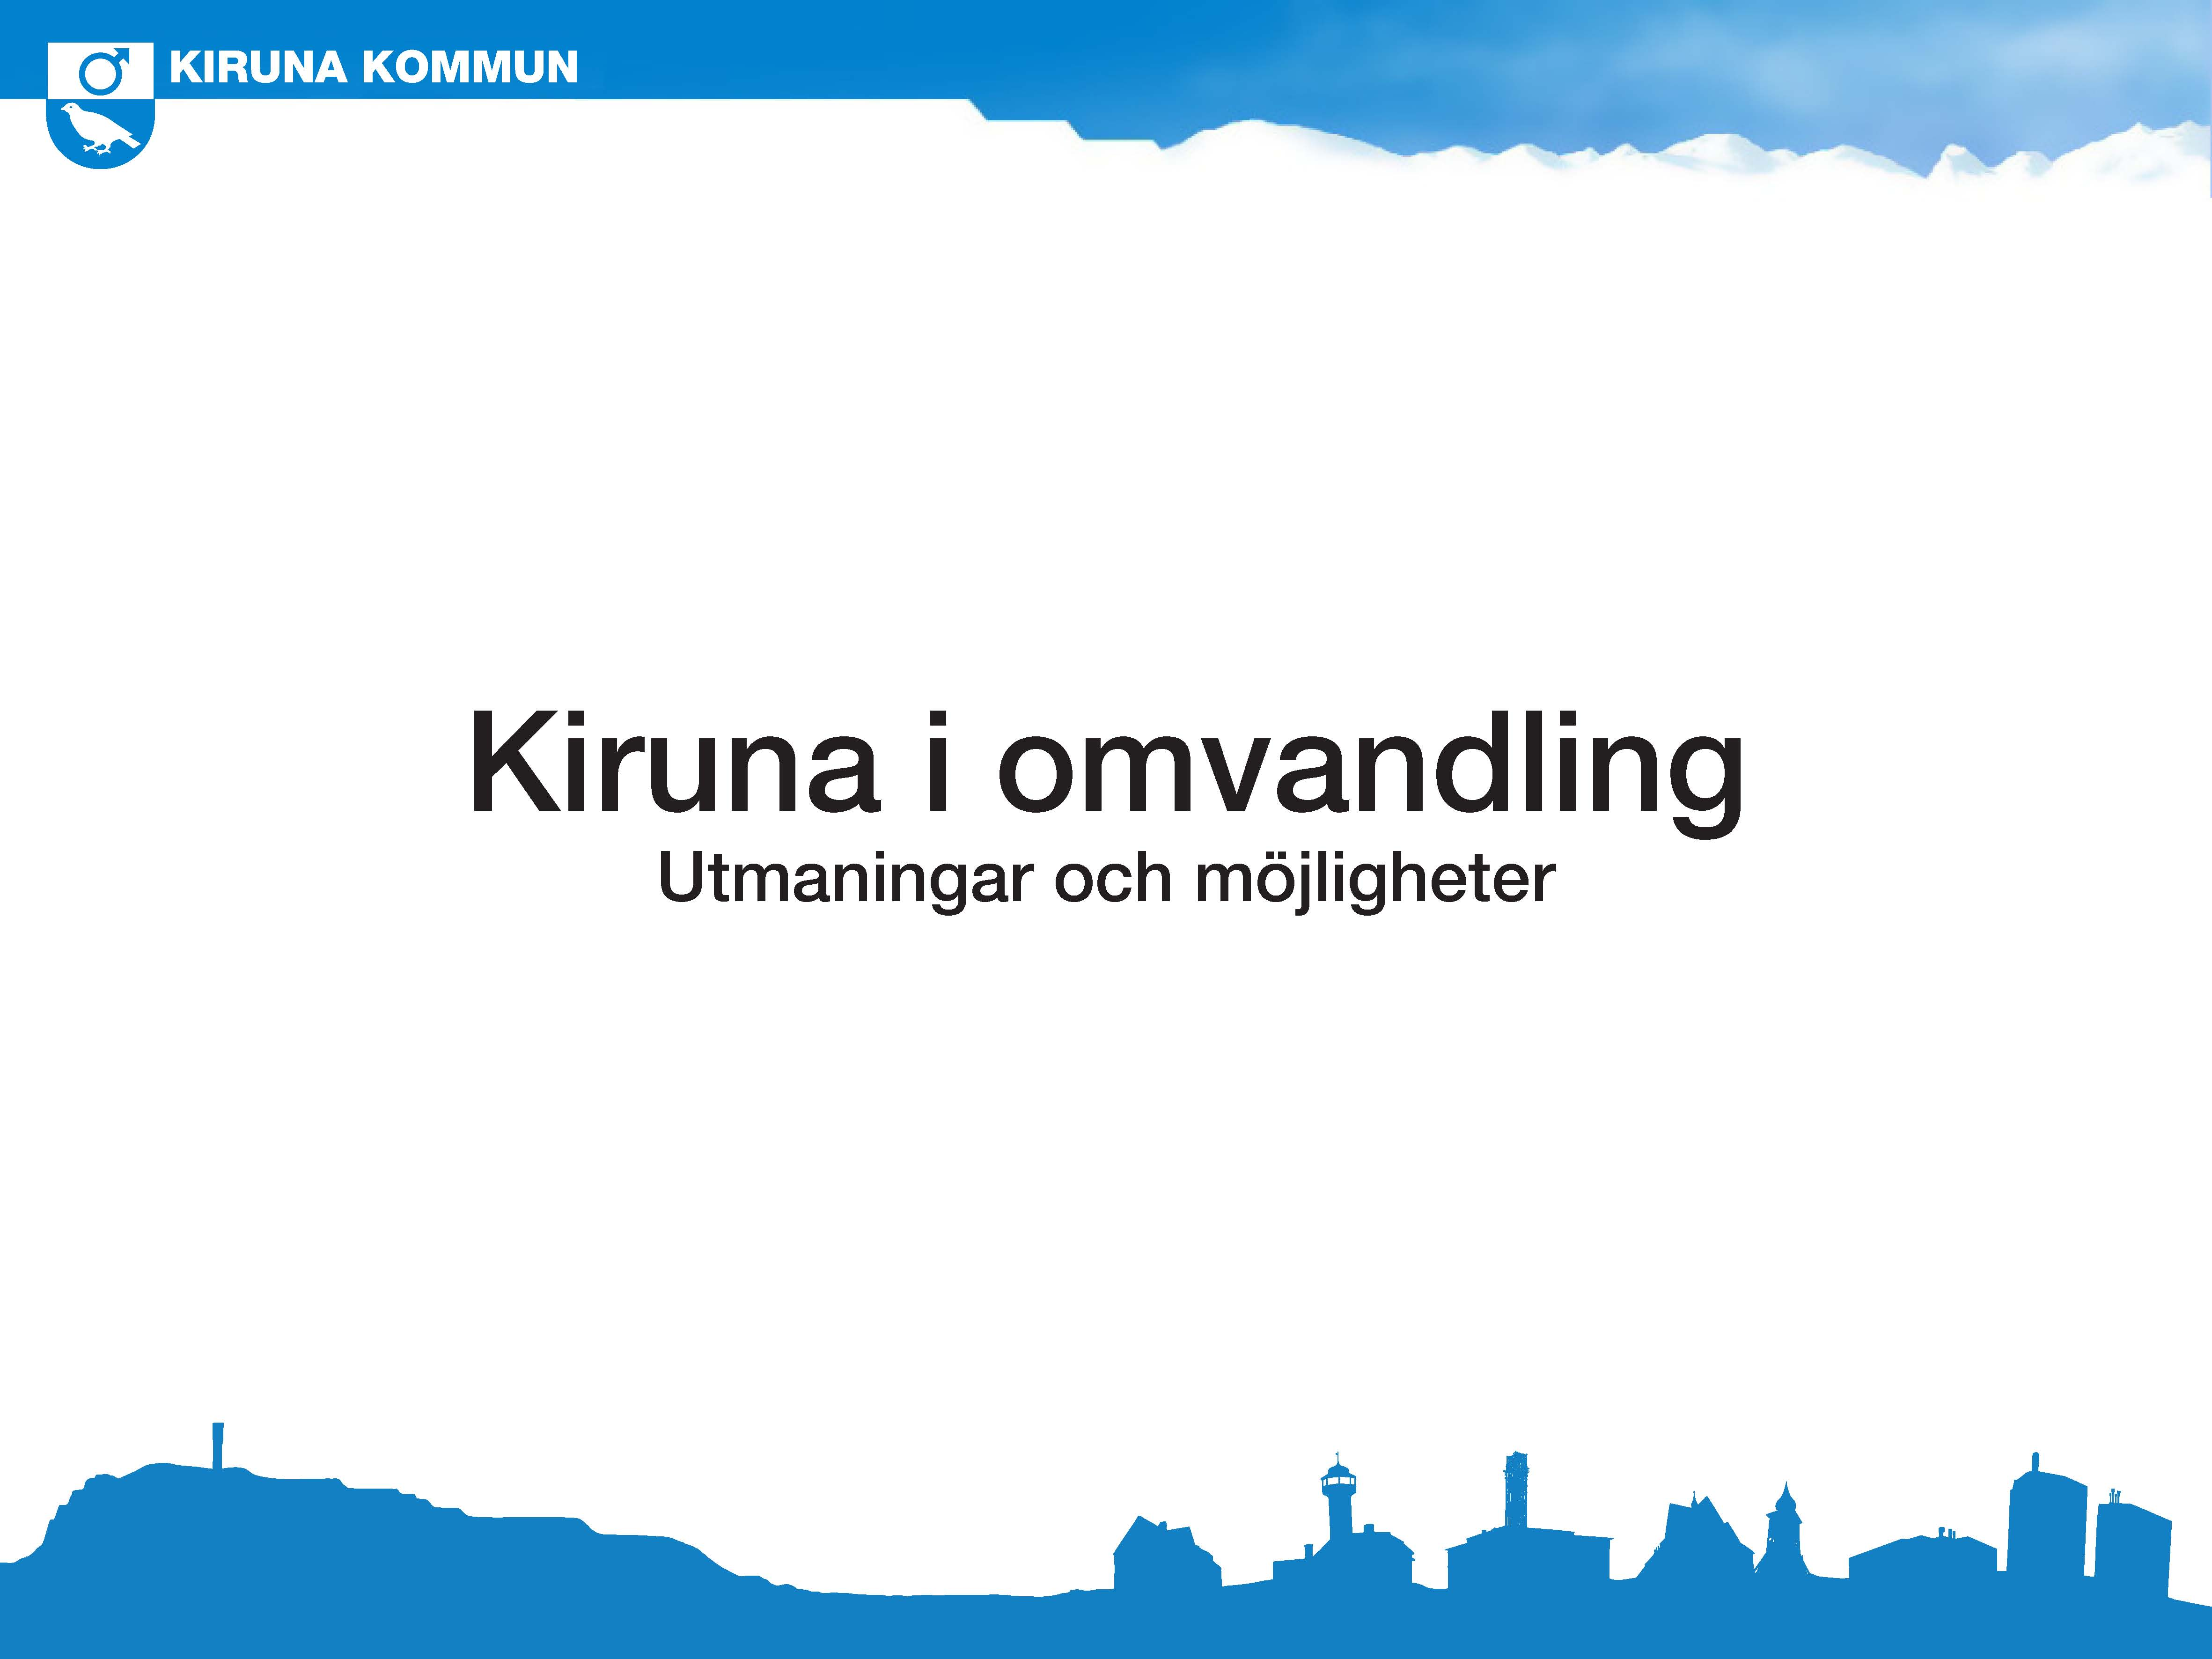 KIRUNA KOMMUN
Kiruna i omvandling
Utmaningar och möjligheter